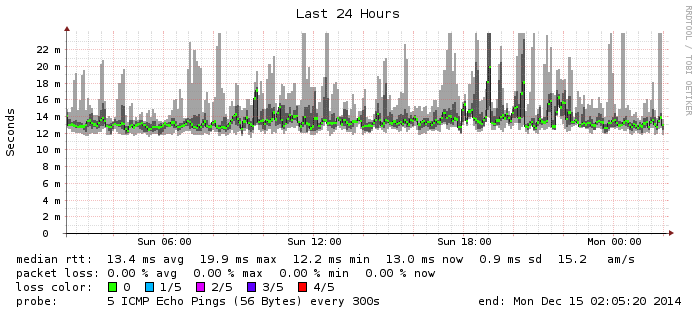 Last 24 Hours
RRDTOOL / TOBI OETIKER
Seconds
22 m
20 m
18 m
16 m
14 m
12 m
10 m
8 m
6 m
4 m
2 m
0
Sun 06:00 Sun 12:00 Sun 18:00 Mon 00:00
median rtt: 13.4 ms avg 19.9 ms max 12.2 ms min 13.0 ms now 0.9 ms sd 15.2 am/s
packet loss: 0.00 % avg 0.00 % max 0.00 % min 0.00 % now
loss color: 0 1/5 2/5 3/5 4/5
probe: 5 ICMP Echo Pings (56 Bytes) every 300s end: Mon Dec 15 02:05:20 2014